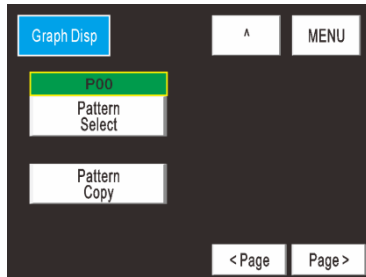 Graph Disp
^
MENU
P00
Pattern
Select
Pattern
Copy
< Page
Page >